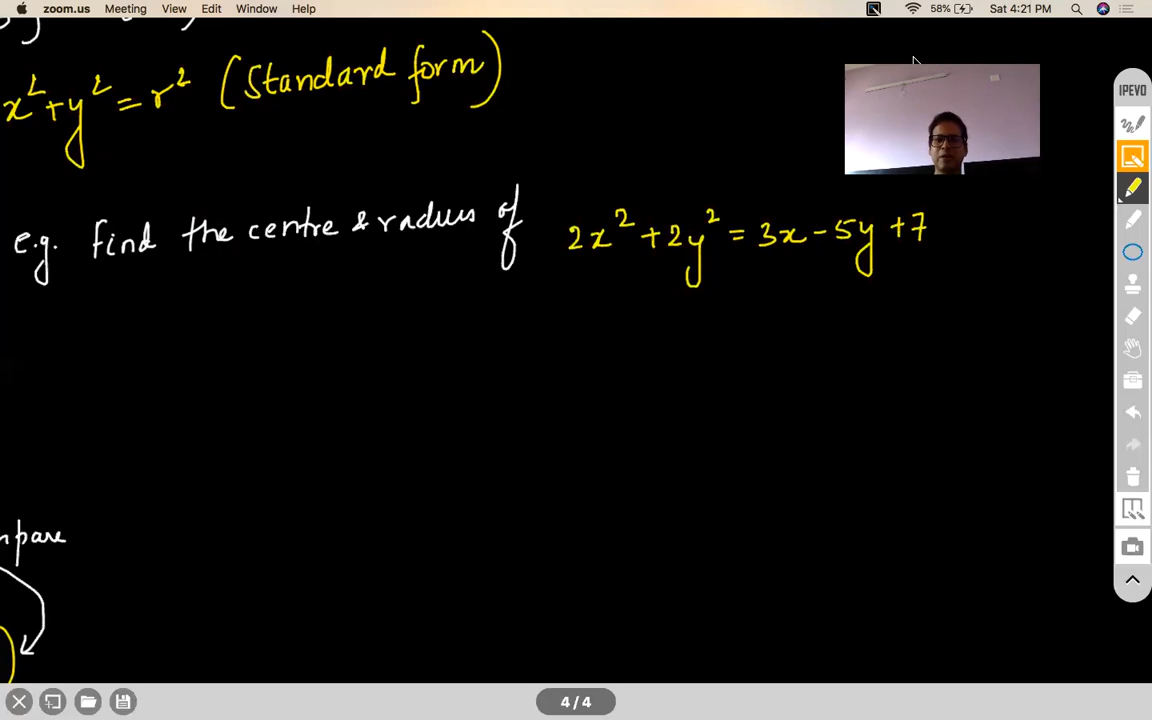 zoom.us Meeting View Edit Window Help 58% Sat 4:21 PM
x² + y² = r² (Standard form)
IPEVO
e.g. find the centre & radius of 2x² + 2y² = 3x - 5y + 7
4/4